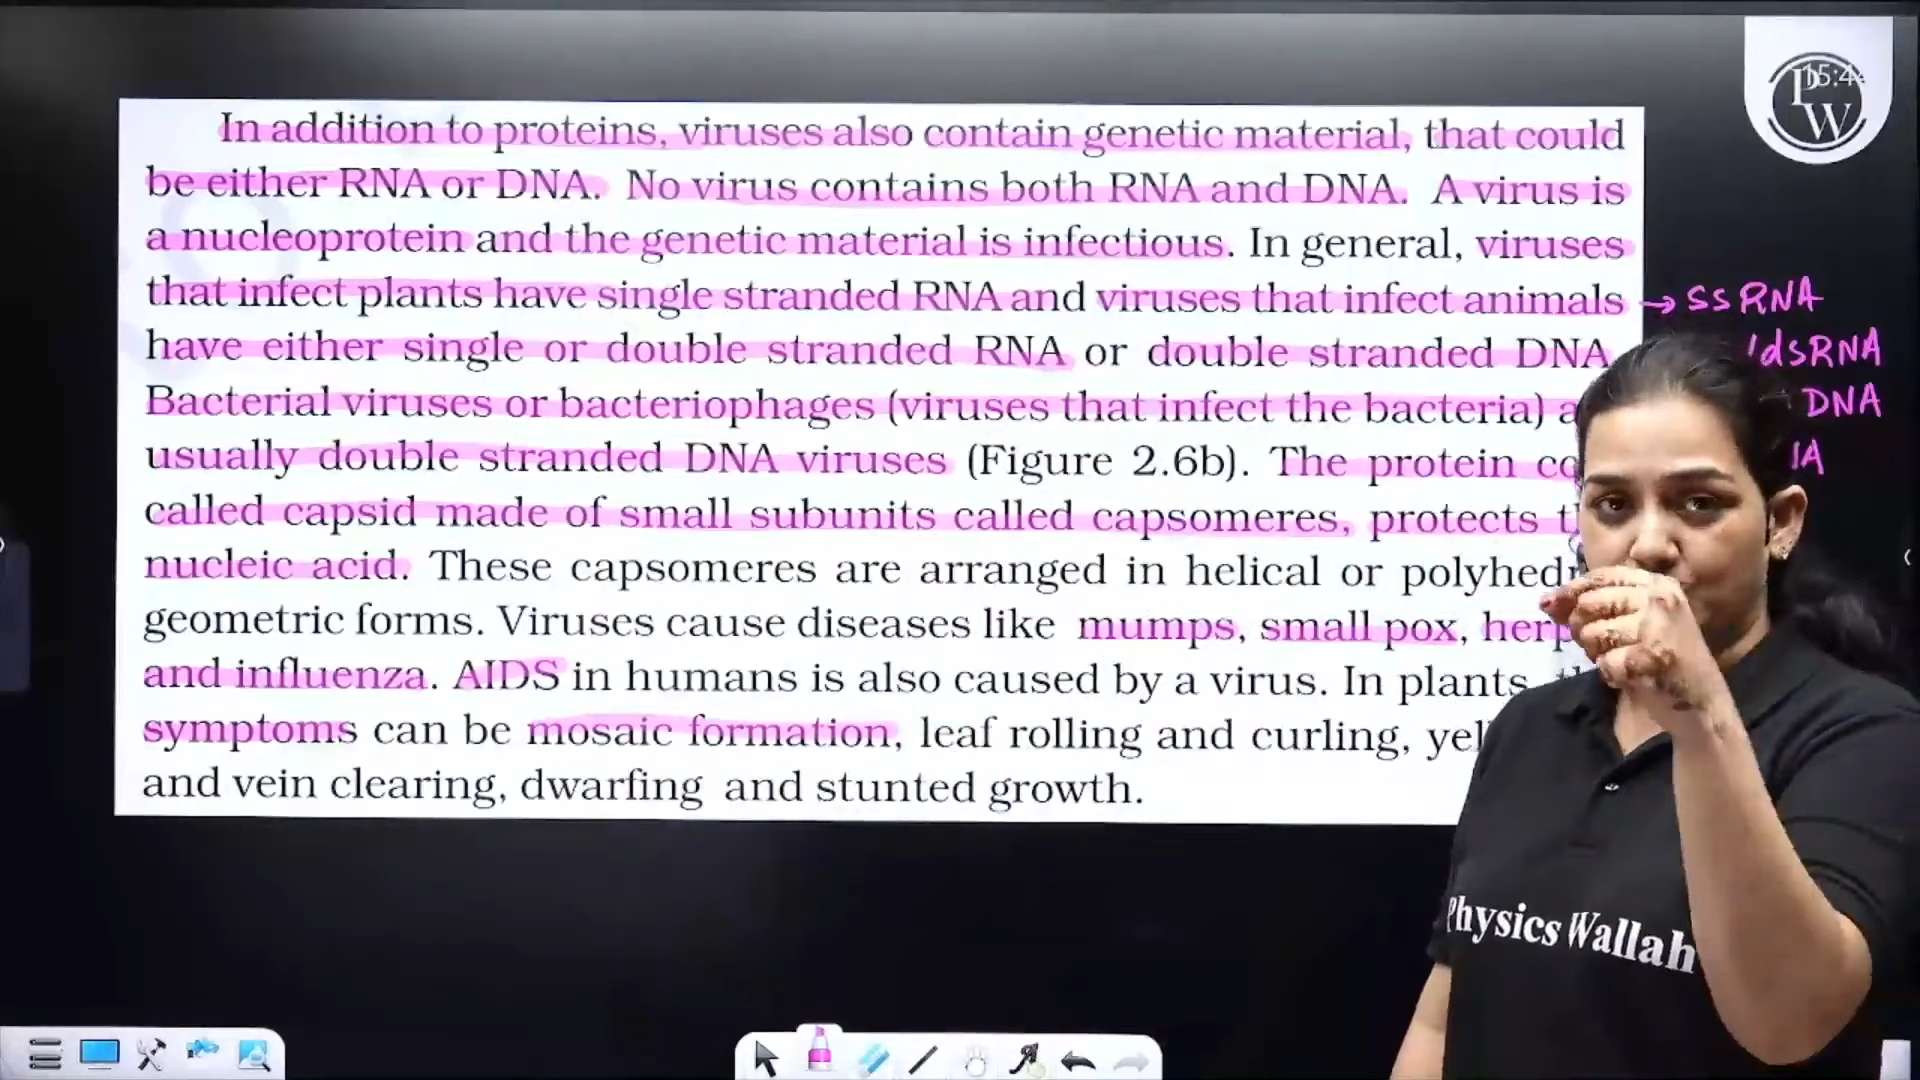 In addition to proteins, viruses also contain genetic material, that could
be either RNA or DNA. No virus contains both RNA and DNA. A virus is
a nucleoprotein and the genetic material is infectious. In general, viruses
that infect plants have single stranded RNA and viruses that infect animals
→ ssRNA
have either single or double stranded RNA or double stranded DNA
/dsRNA
Bacterial viruses or bacteriophages (viruses that infect the bacteria)
DNA
usually double stranded DNA viruses (Figure 2.6b). The protein
called capsid made of small subunits called capsomeres, protects
nucleic acid. These capsomeres are arranged in helical or
geometric forms. Viruses cause diseases like mumps, small pox,
and influenza. AIDS in humans is also caused by a virus. In plants,
symptoms can be mosaic formation, leaf rolling and curling,
and vein clearing, dwarfing and stunted growth.
PW
Physics Wallah